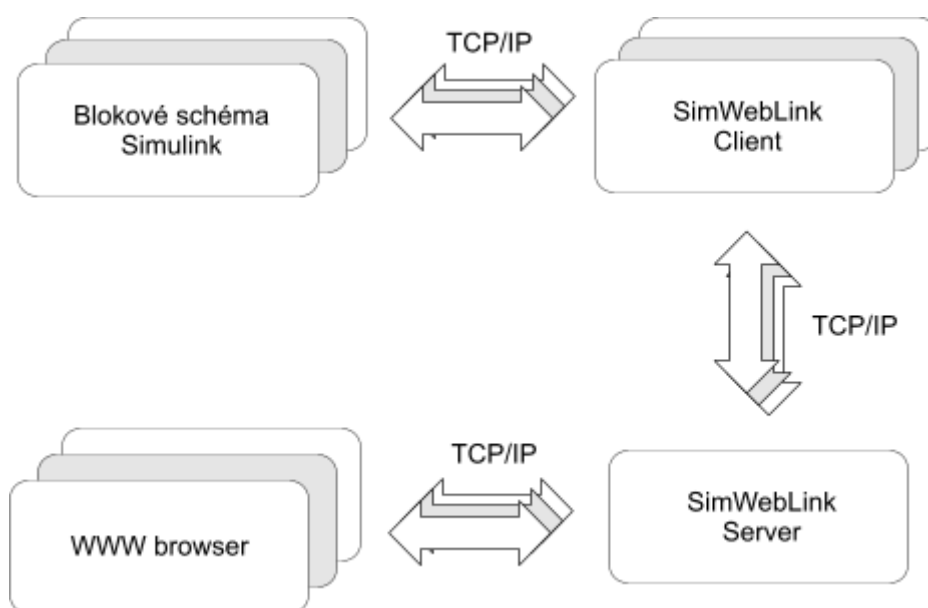 TCP/IP
Blokové schéma
Simulink
SimWebLink
Client
TCP/IP
TCP/IP
WWW browser
SimWebLink
Server